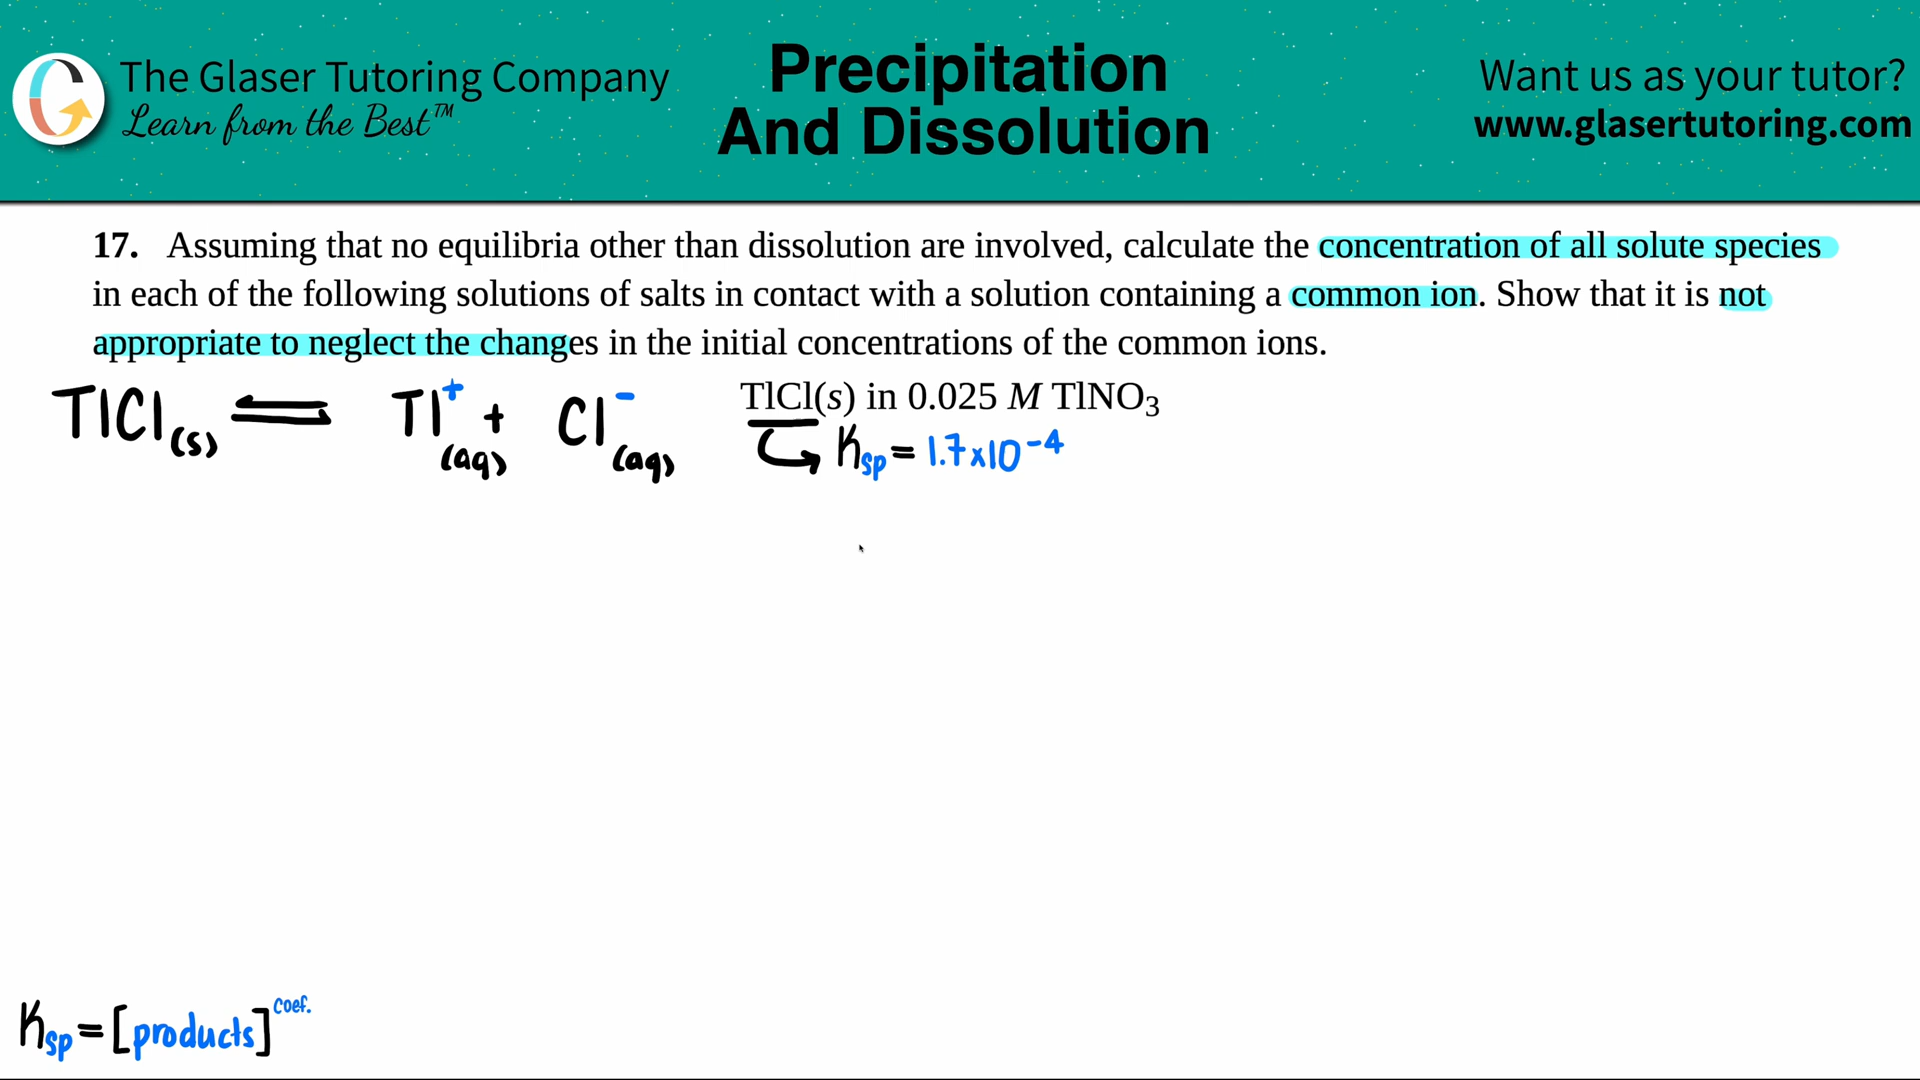 The Glaser Tutoring Company
Learn from the Best™
Precipitation
And Dissolution
Want us as your tutor?
www.glasertutoring.com
17. Assuming that no equilibria other than dissolution are involved, calculate the concentration of all solute species
in each of the following solutions of salts in contact with a solution containing a common ion. Show that it is not
appropriate to neglect the changes in the initial concentrations of the common ions.
TlCl(s) ⇌ Tl⁺(aq) + Cl⁻(aq)
TlCl(s) in 0.025 M TlNO₃
Ksp = 1.7x10⁻⁴
Ksp = [products]^coef.